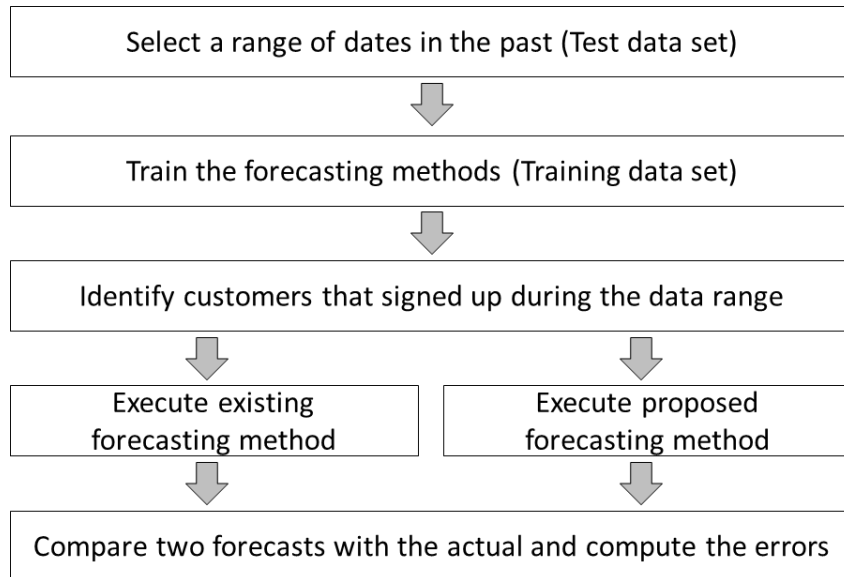 Select a range of dates in the past (Test data set)
Train the forecasting methods (Training data set)
Identify customers that signed up during the data range
Execute existing
forecasting method
Execute proposed
forecasting method
Compare two forecasts with the actual and compute the errors